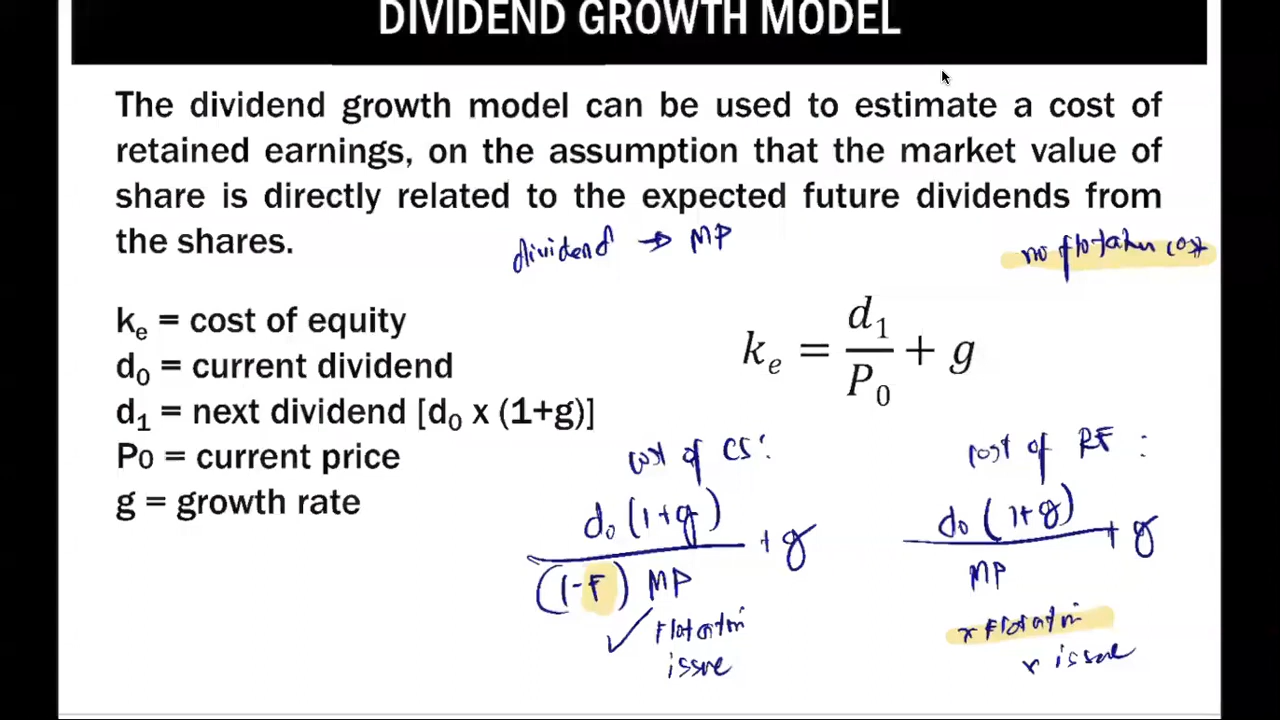 DIVIDEND GROWTH MODEL
The dividend growth model can be used to estimate a cost of
retained earnings, on the assumption that the market value of
share is directly related to the expected future dividends from
the shares.
dividend → MP
no flotation cost
kₑ = cost of equity
d₀ = current dividend
d₁ = next dividend [d₀ x (1+g)]
P₀ = current price
g = growth rate
kₑ = d₁/P₀ + g
cost of CS:
d₀(1+g)/((1-F) MP) + g
✓ Flotation
issue
cost of RE:
d₀(1+g)/MP + g
x Flotation
x issue